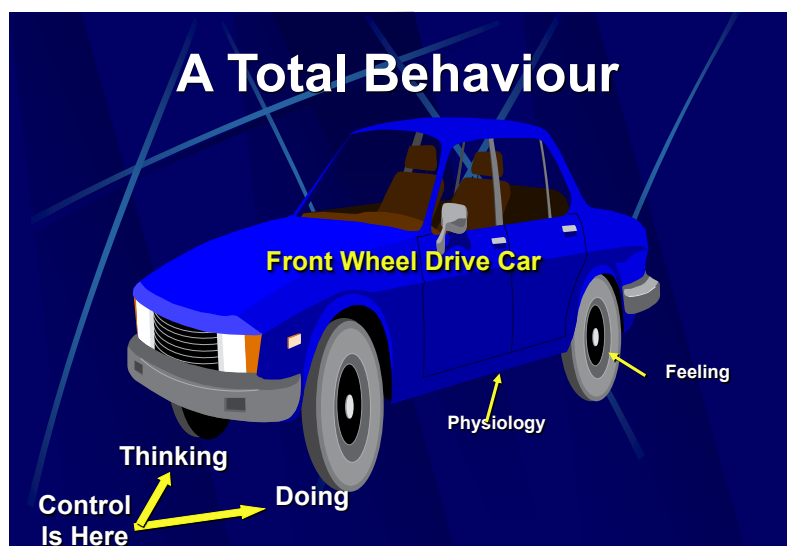 A Total Behaviour
Front Wheel Drive Car
Feeling
Physiology
Thinking
Doing
Control
Is Here